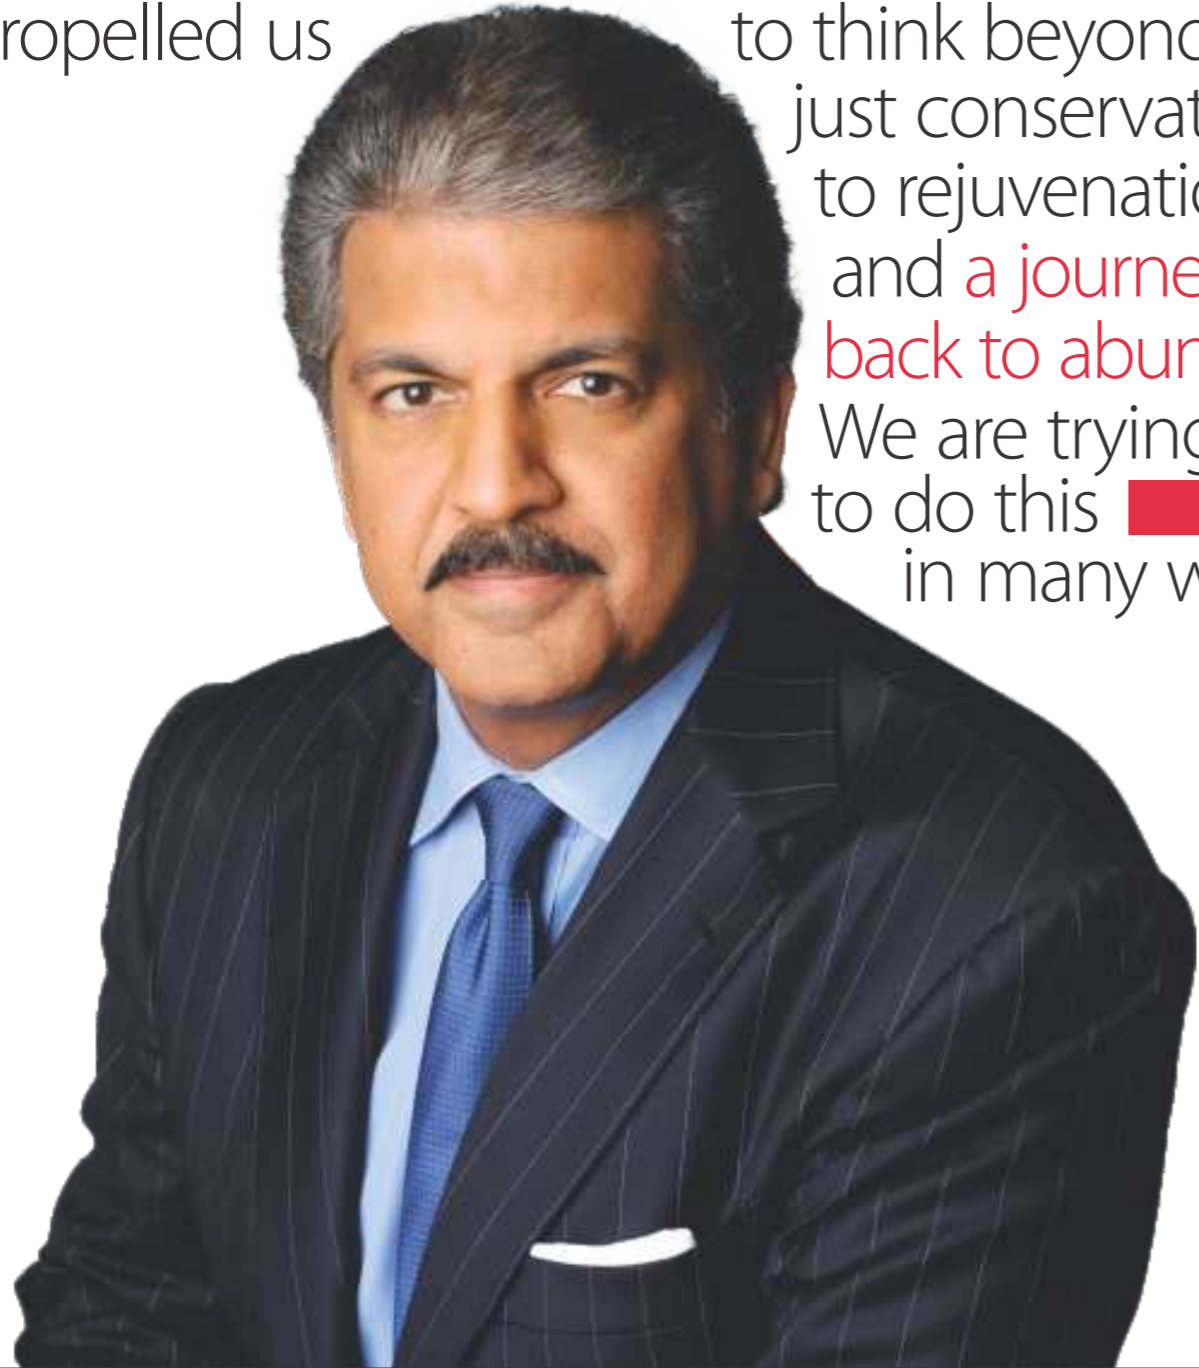 ropelled us to think beyond
just conservat
to rejuvenatio
and a journe
back to abun
We are trying
to do this
in many w